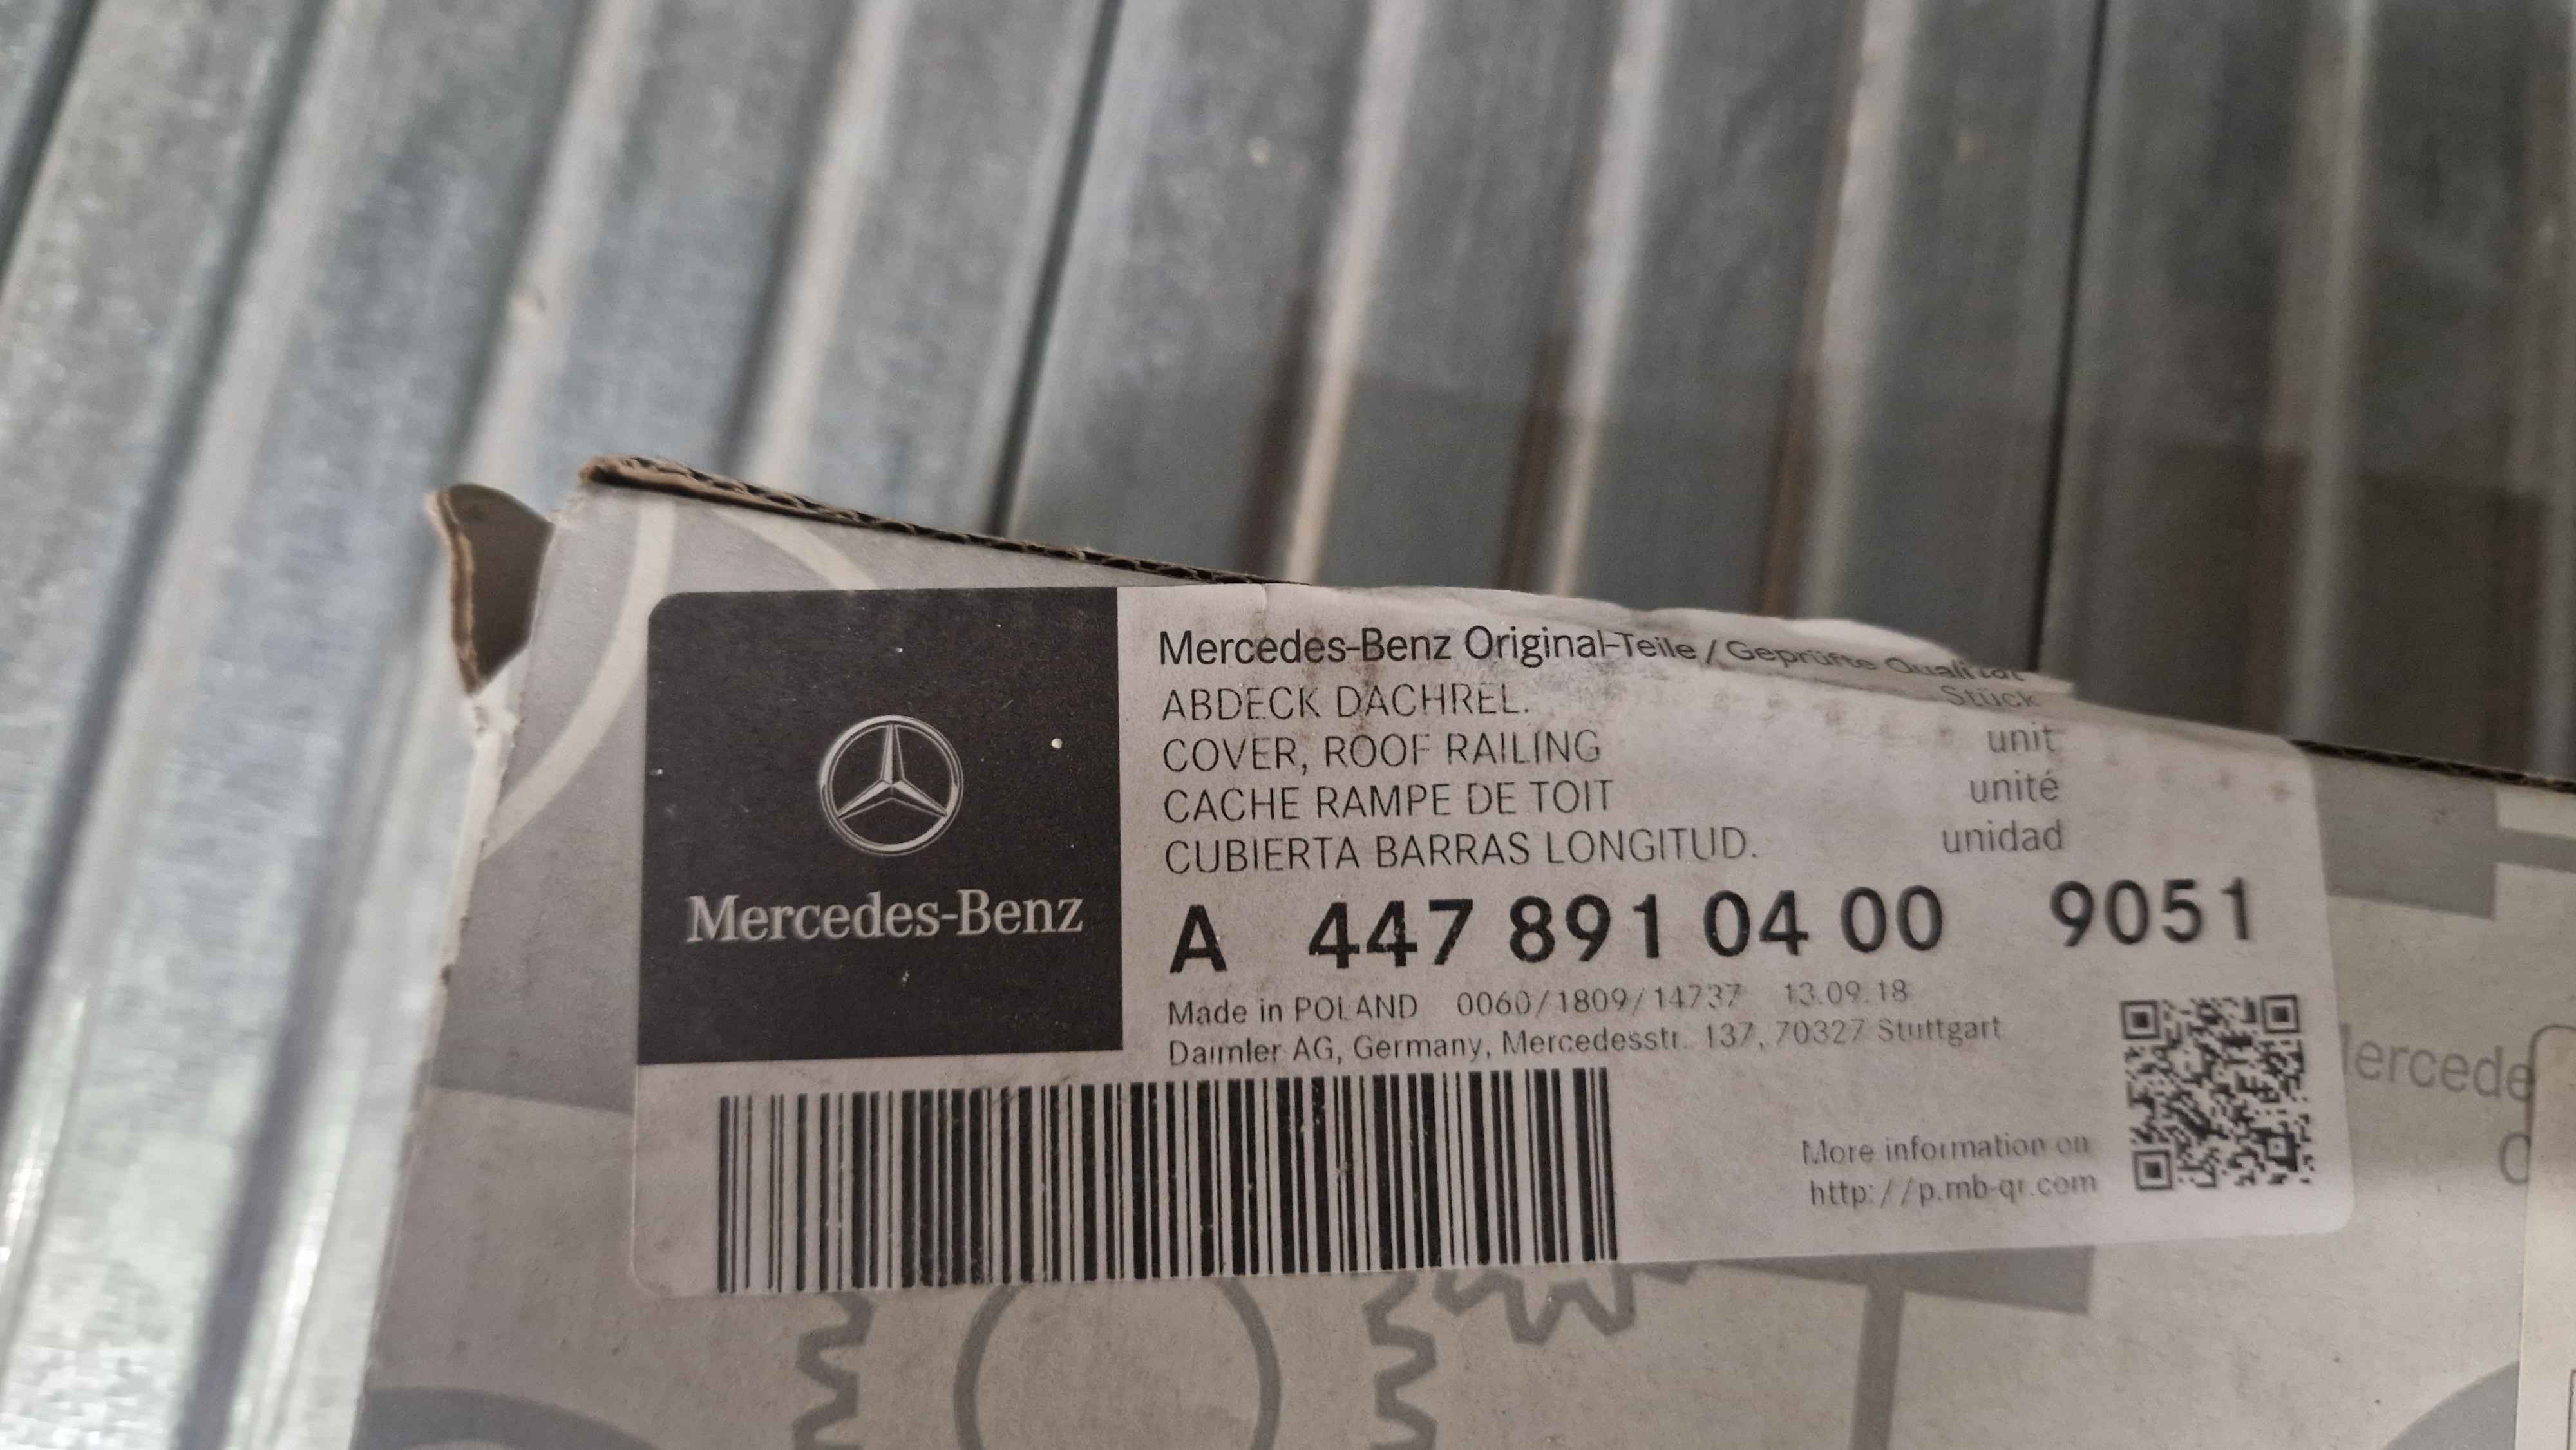 Mercedes-Benz
Mercedes-Benz Original-Teile / Geprüfte Qualität
ABDECK DACHREL. Stück
COVER, ROOF RAILING unit
CACHE RAMPE DE TOIT unité
CUBIERTA BARRAS LONGITUD. unidad
A 447 891 04 00 9051
Made in POLAND 0060/1809/14737 13.09.18
Daimler AG, Germany, Mercedesstr. 137, 70327 Stuttgart
More information on
http://p.mb-qr.com